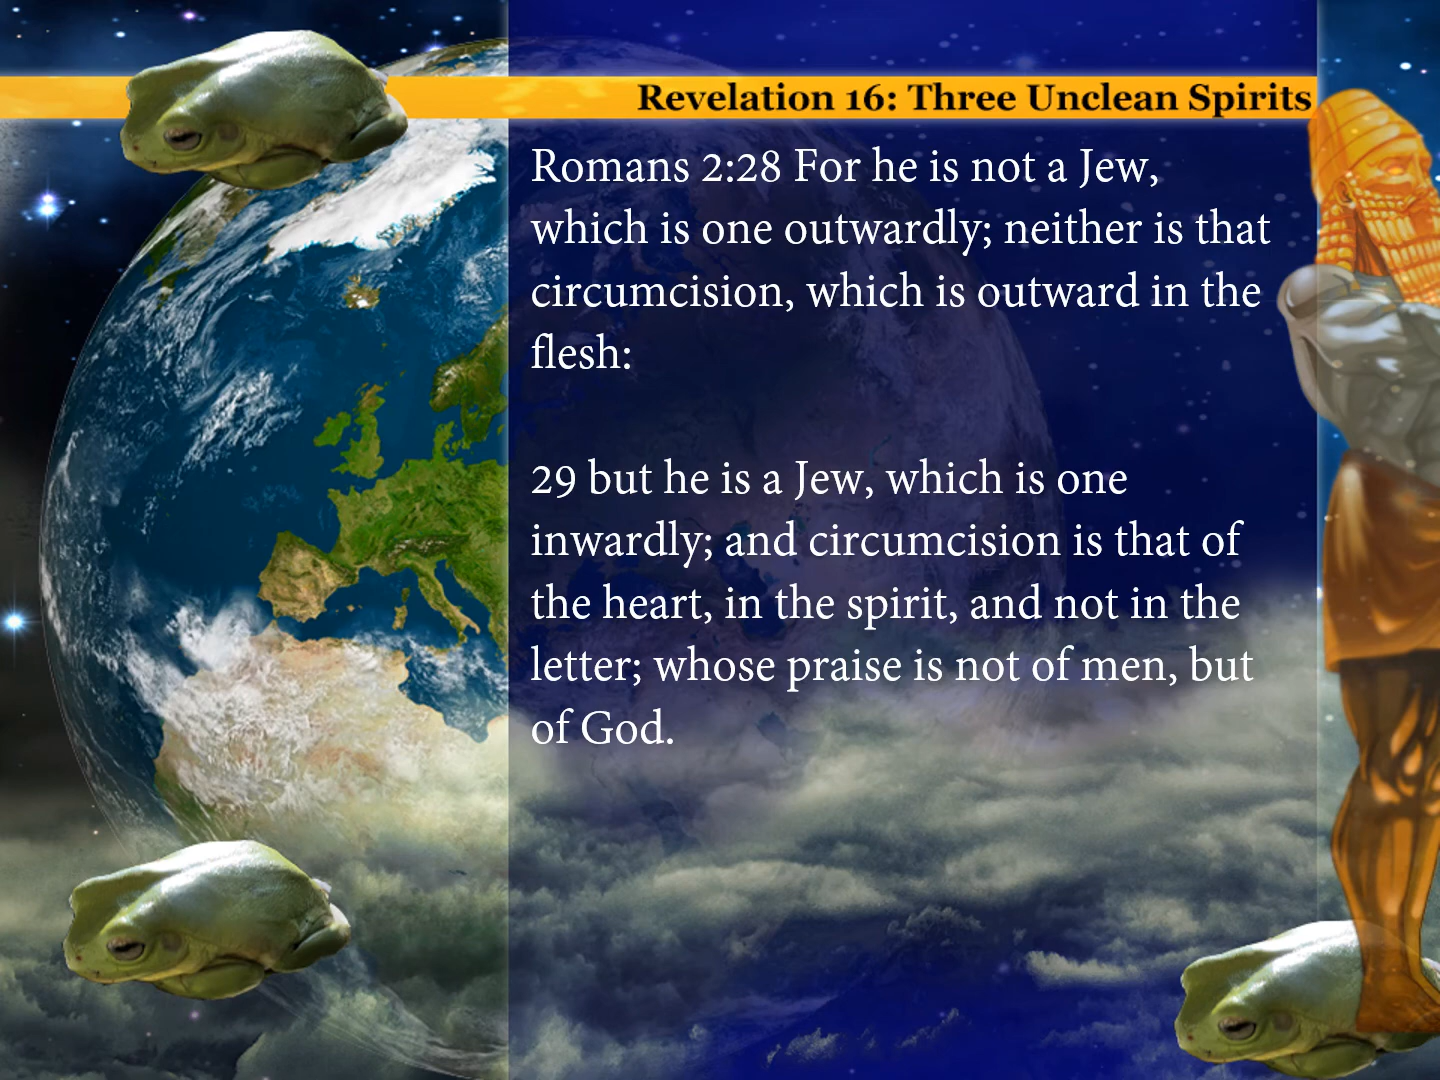 Revelation 16: Three Unclean Spirits
Romans 2:28 For he is not a Jew,
which is one outwardly; neither is that
circumcision, which is outward in the
flesh:
29 but he is a Jew, which is one
inwardly; and circumcision is that of
the heart, in the spirit, and not in the
letter; whose praise is not of men, but
of God.